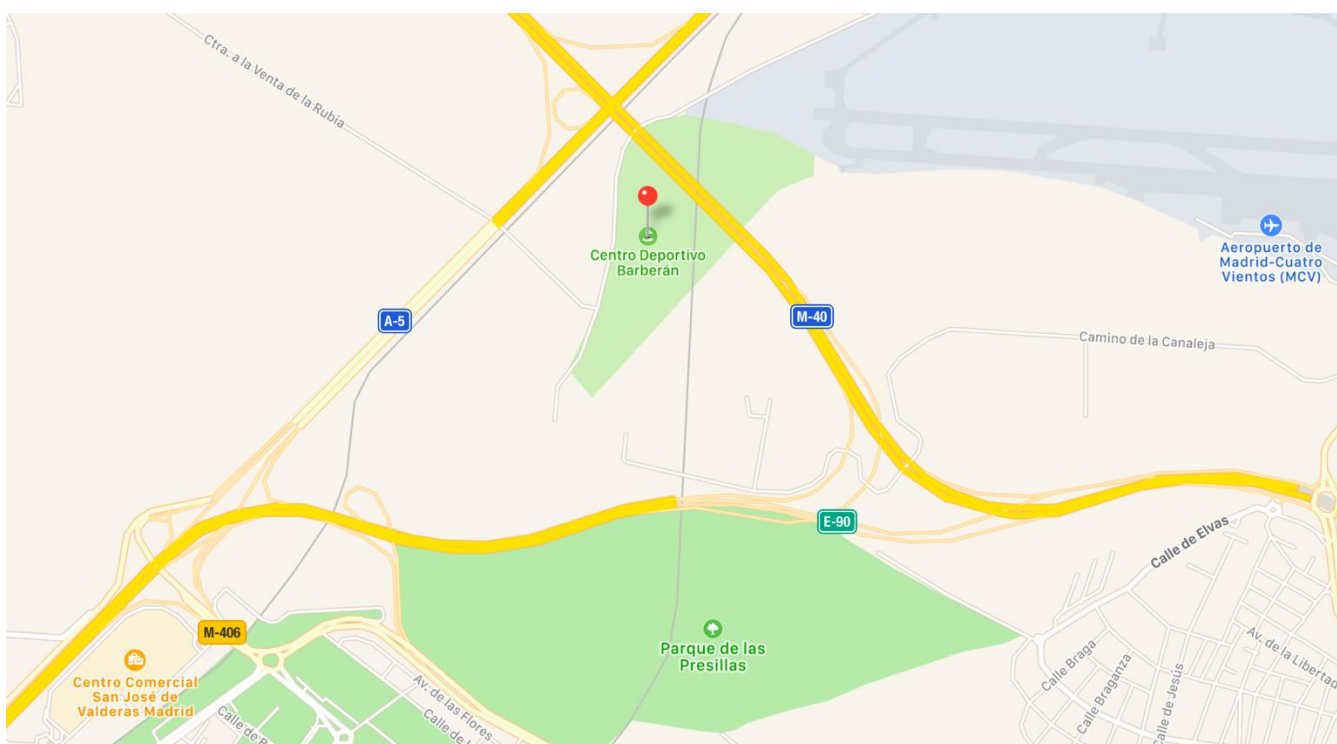 Ctra. a la Venta de la Rubia
Centro Deportivo
Barberán
Aeropuerto de
Madrid-Cuatro
Vientos (MCV)
A-5
M-40
Camino de la Canaleja
E-90
Calle de Elvas
M-406
Parque de las
Presillas
Centro Comercial
San José de
Valderas Madrid
Av. de las Flores
Calle Braga
Calle Braganza
Calle de Jesús
Av. de la Libertad